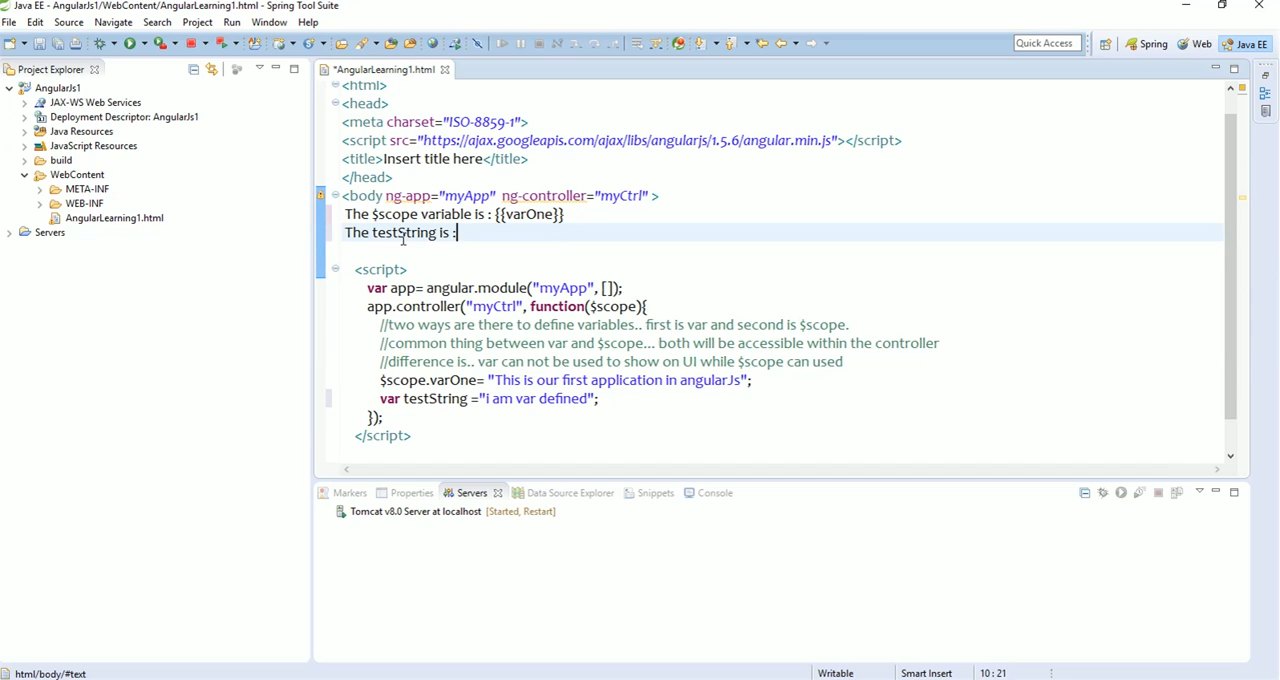 Java EE - AngularJs1/WebContent/AngularLearning1.html - Spring Tool Suite
File Edit Source Navigate Search Project Run Window Help
Quick Access Spring Web Java EE
Project Explorer
AngularJs1
JAX-WS Web Services
Deployment Descriptor: AngularJs1
Java Resources
JavaScript Resources
build
WebContent
META-INF
WEB-INF
AngularLearning1.html
Servers
*AngularLearning1.html
<html>
<head>
<meta charset="ISO-8859-1">
<script src="https://ajax.googleapis.com/ajax/libs/angularjs/1.5.6/angular.min.js"></script>
<title>Insert title here</title>
</head>
<body ng-app="myApp" ng-controller="myCtrl" >
The $scope variable is : {{varOne}}
The testString is :
<script>
var app= angular.module("myApp", []);
app.controller("myCtrl", function($scope){
//two ways are there to define variables.. first is var and second is $scope.
//common thing between var and $scope... both will be accessible within the controller
//difference is.. var can not be used to show on UI while $scope can used
$scope.varOne= "This is our first application in angularJs";
var testString ="i am var defined";
});
</script>
Markers Properties Servers Data Source Explorer Snippets Console
Tomcat v8.0 Server at localhost [Started, Restart]
html/body/#text Writable Smart Insert 10 : 21